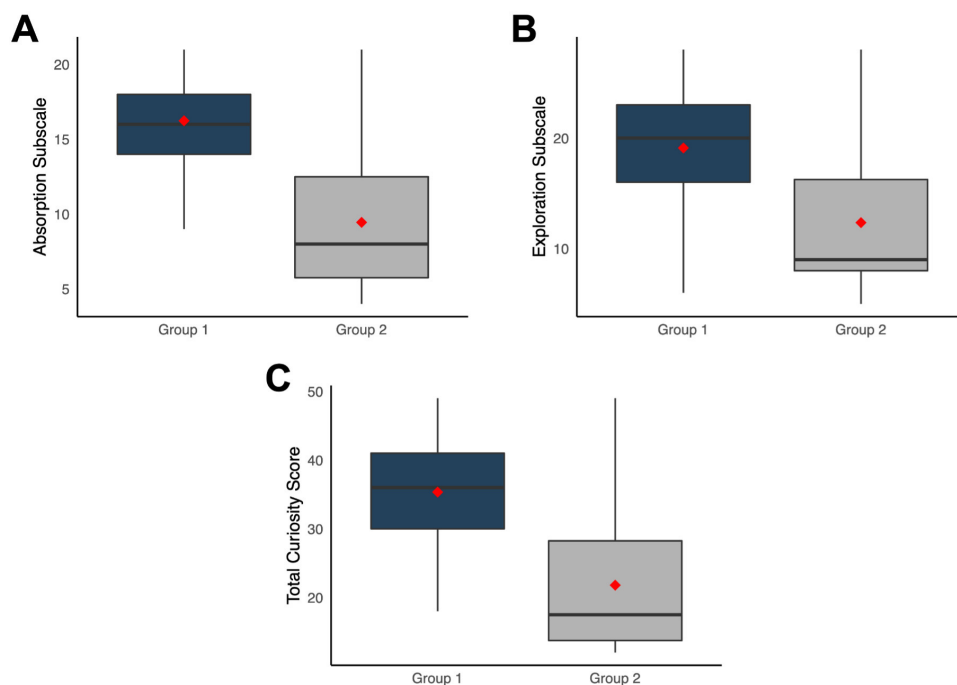 A
Absorption Subscale
20
15
10
5
Group 1
Group 2
B
Exploration Subscale
20
10
Group 1
Group 2
C
Total Curiosity Score
50
40
30
20
Group 1
Group 2